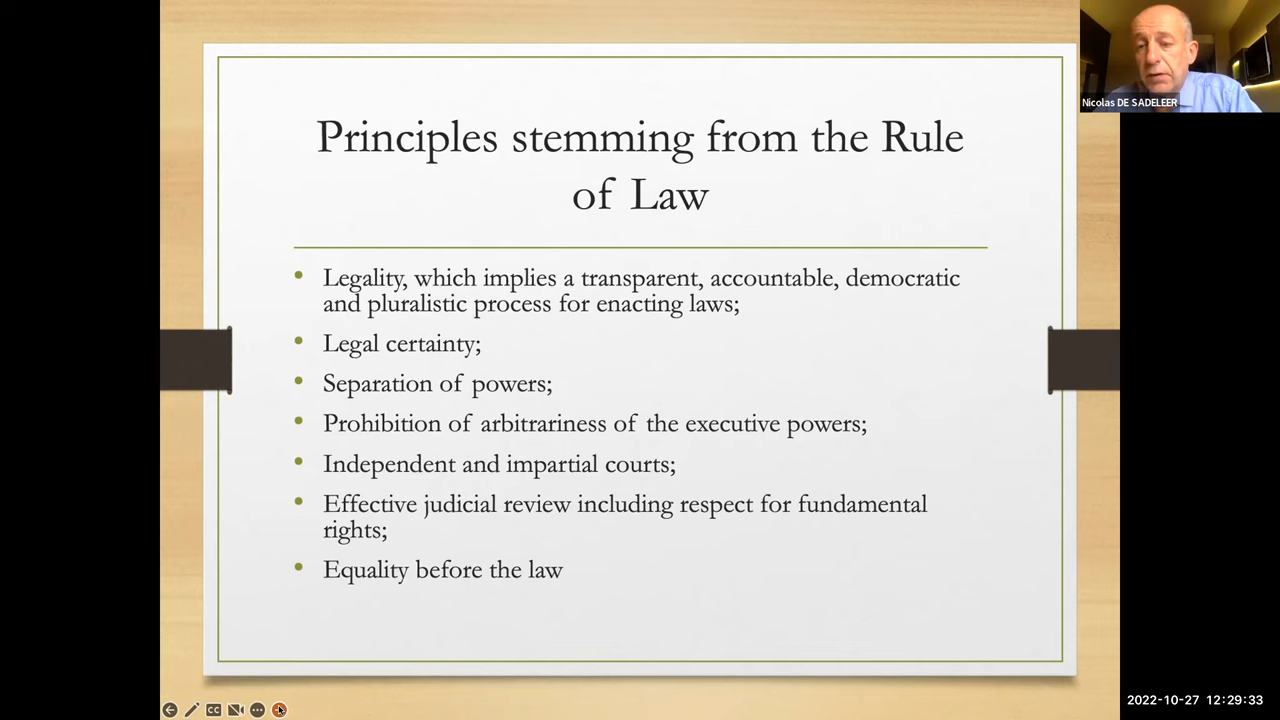 Nicolas DE SADELEER
Principles stemming from the Rule
of Law
• Legality, which implies a transparent, accountable, democratic
and pluralistic process for enacting laws;
• Legal certainty;
• Separation of powers;
• Prohibition of arbitrariness of the executive powers;
• Independent and impartial courts;
• Effective judicial review including respect for fundamental
rights;
• Equality before the law
CC
2022-10-27 12:29:33